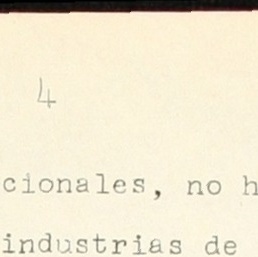 4
cionales, no h
industrias de